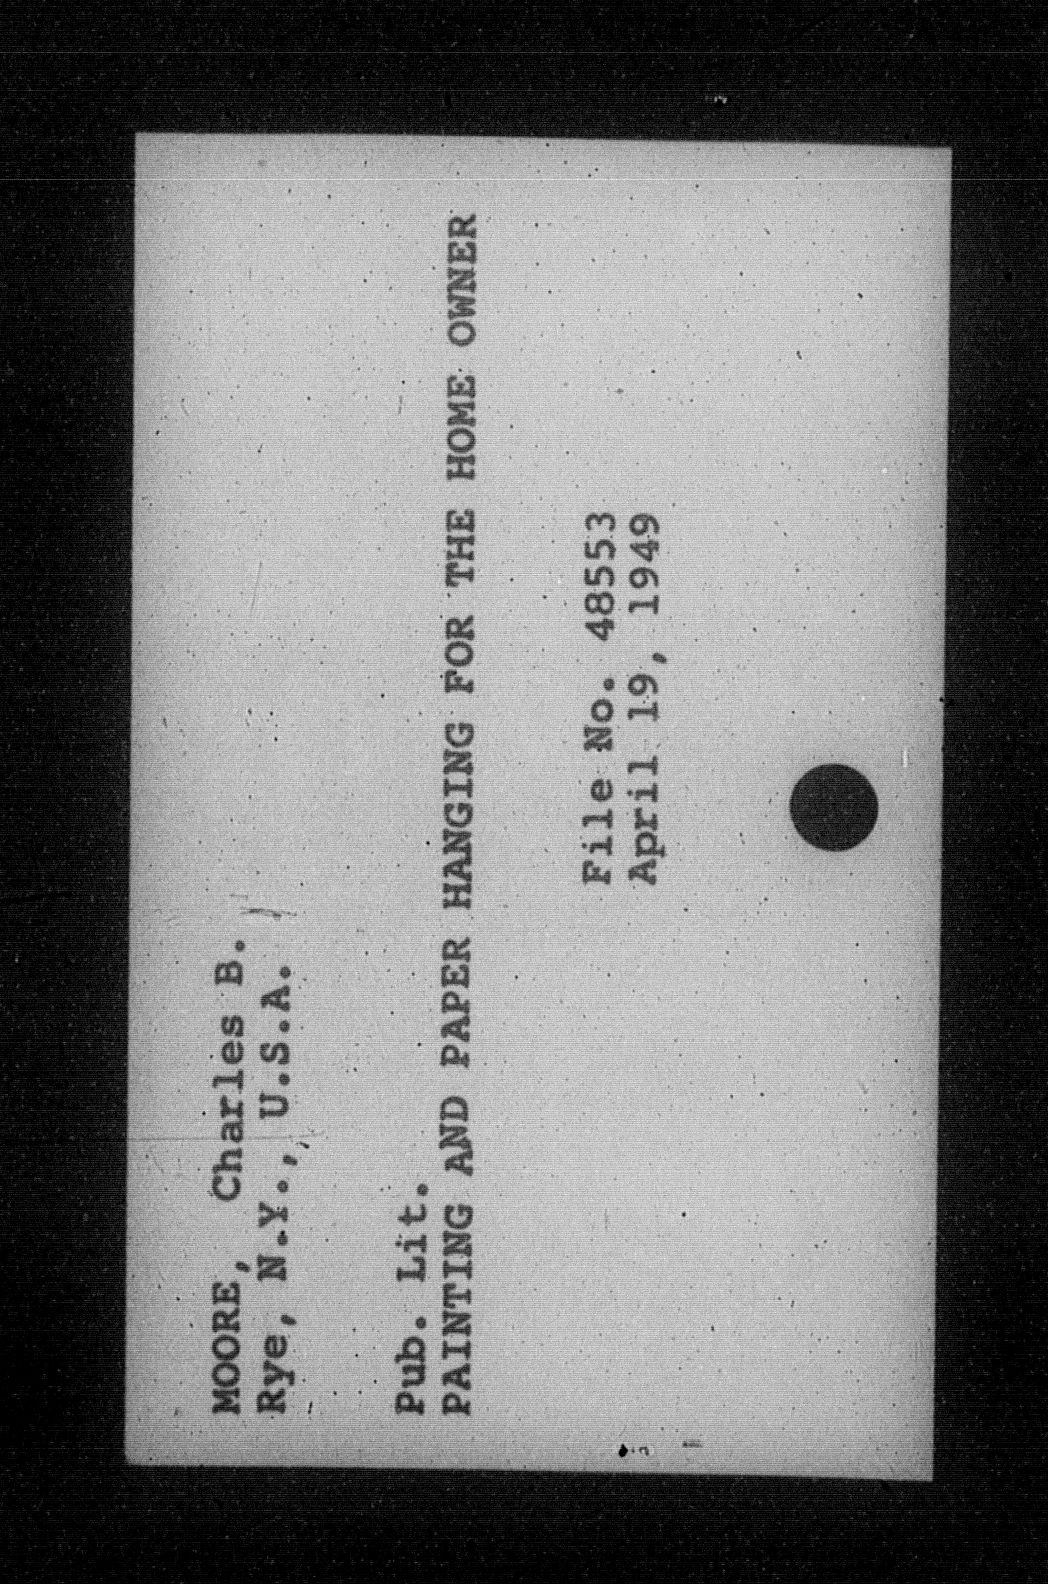 MOORE, Charles B.
Rye, N.Y., U.S.A.
Pub. Lit.
PAINTING AND PAPER HANGING FOR THE HOME OWNER
File No. 48553
April 19, 1949